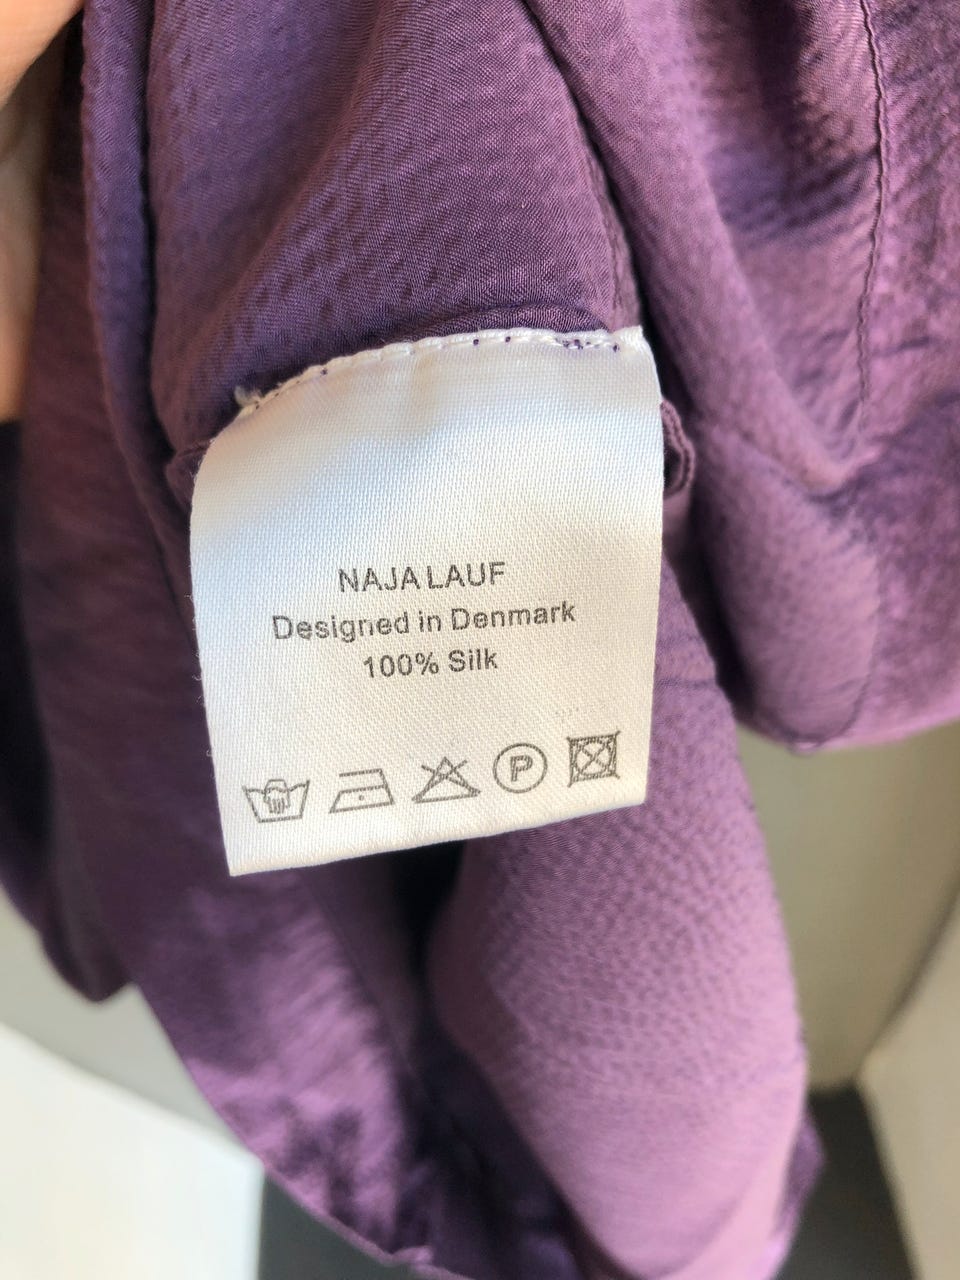 NAJA LAUF
Designed in Denmark
100% Silk
P